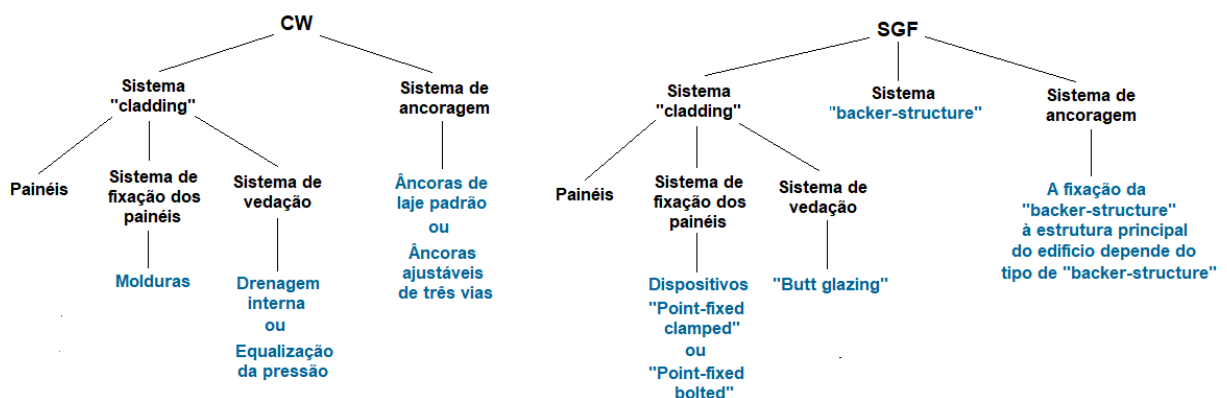 CW
Sistema
"cladding"
Sistema de
ancoragem
Painéis
Sistema de
fixação dos
painéis
Sistema de
vedação
Âncoras de
laje padrão
ou
Âncoras
ajustáveis
de três vias
Molduras
Drenagem
interna
ou
Equalização
da pressão
SGF
Sistema
"cladding"
Sistema
"backer-structure"
Sistema de
ancoragem
Painéis
Sistema de
fixação dos
painéis
Sistema de
vedação
A fixação da
"backer-structure"
à estrutura principal
do edificio depende do
tipo de "backer-structure"
Dispositivos
"Point-fixed
clamped"
ou
"Point-fixed
bolted"
"Butt glazing"